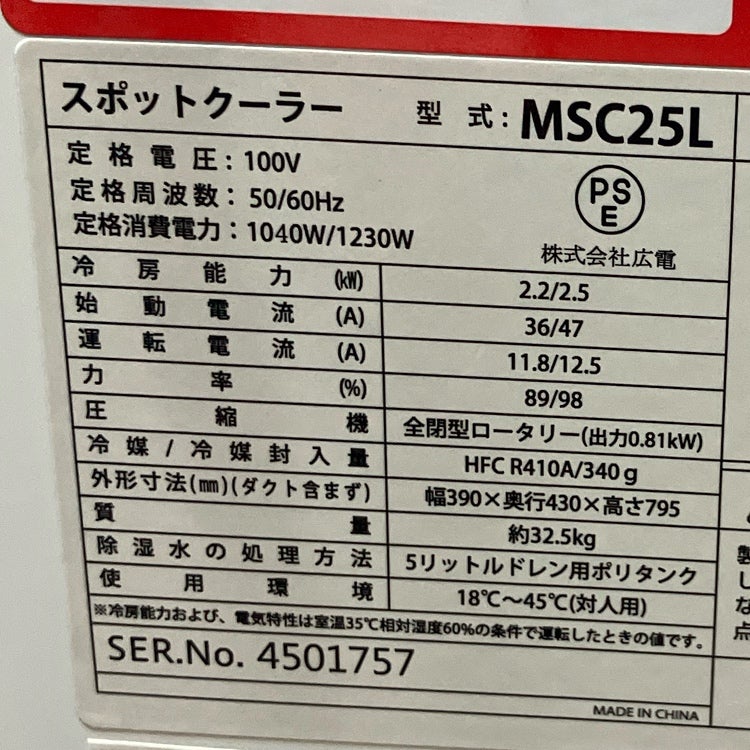 スポットクーラー 型式: MSC25L
定格電圧: 100V
定格周波数: 50/60Hz
定格消費電力: 1040W/1230W
PS
E
株式会社広電
冷房能力 (kW) 2.2/2.5
始動電流 (A) 36/47
運転電流 (A) 11.8/12.5
力率 (%) 89/98
圧縮機 全閉型ロータリー(出力0.81kW)
冷媒/冷媒封入量 HFC R410A/340g
外形寸法(mm)(ダクト含まず) 幅390×奥行430×高さ795
質量 約32.5kg
除湿水の処理方法 5リットルドレン用ポリタンク
使用環境 18℃〜45℃(対人用)
※冷房能力および、電気特性は室温35℃相対湿度60%の条件で運転したときの値です。
SER.No. 4501757
MADE IN CHINA
製
し
な
点